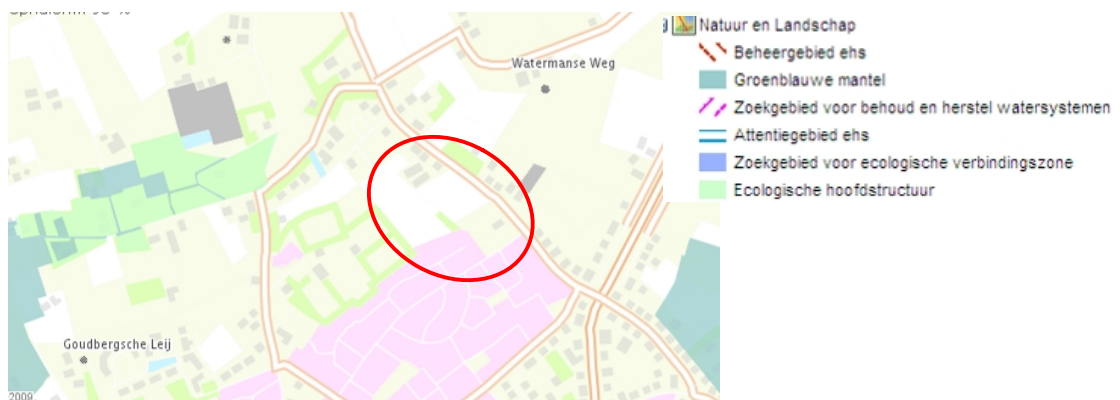 Natuur en Landschap
Beheergebied ehs
Groenblauwe mantel
Zoekgebied voor behoud en herstel watersystemen
Attentiegebied ehs
Zoekgebied voor ecologische verbindingszone
Ecologische hoofdstructuur
Watermanse Weg
Goudbergsche Leij
2009